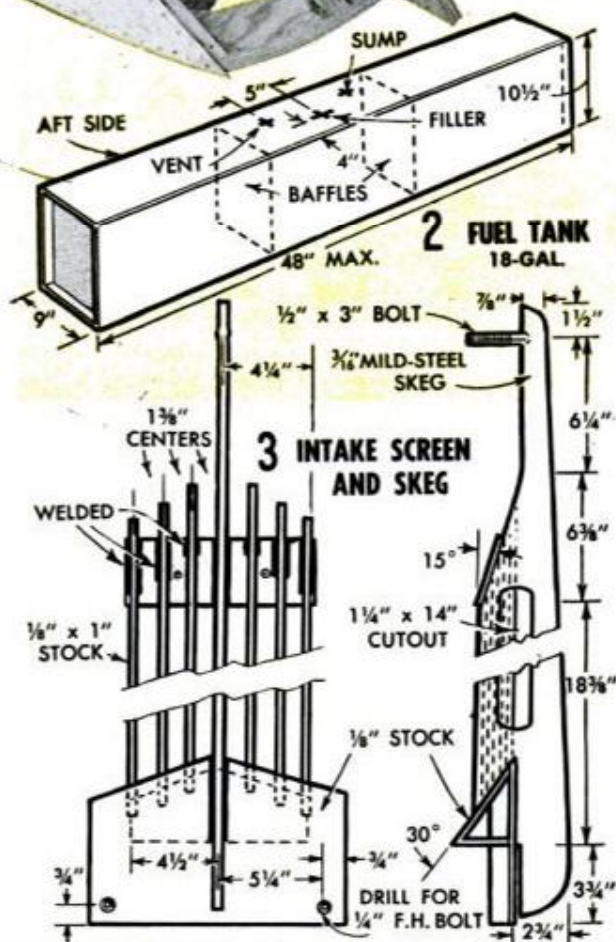 SUMP
5"
10½"
AFT SIDE
FILLER
VENT
4"
BAFFLES
2 FUEL TANK
18-GAL.
48" MAX.
9"
⅞"
1½"
½" x 3" BOLT
3/16" MILD-STEEL
SKEG
4¼"
6¼"
1⅜"
CENTERS
3 INTAKE SCREEN
AND SKEG
WELDED
6⅜"
15°
1¼" x 14"
CUTOUT
⅛" x 1"
STOCK
18⅜"
⅛" STOCK
30°
4½"
¾"
¾"
5¼"
3¾"
DRILL FOR
¼" F.H. BOLT
2¾"